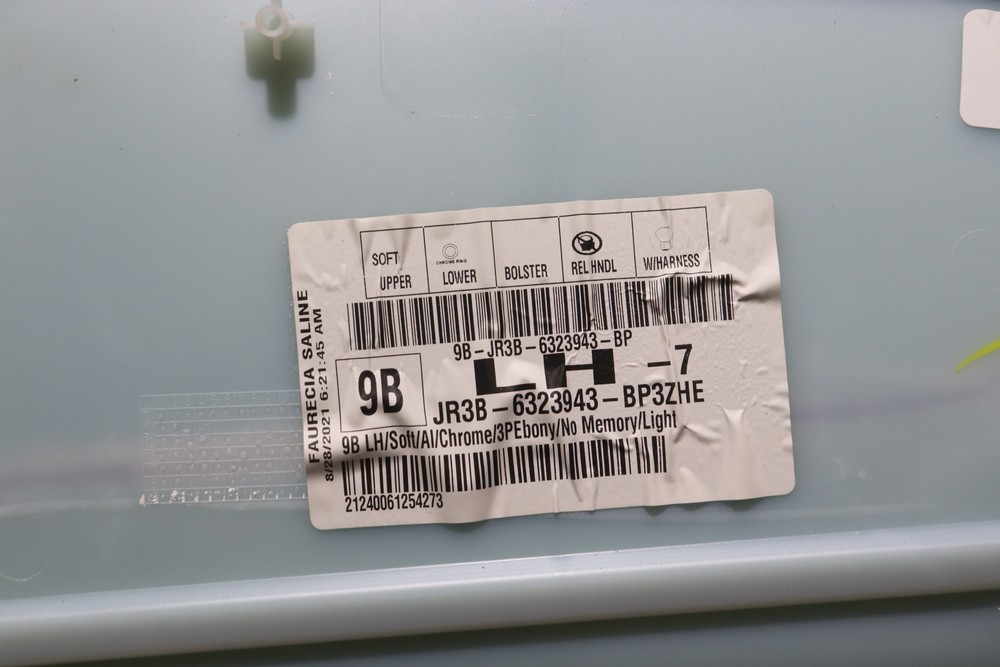 SOFT
UPPER
CHROME RING
LOWER
BOLSTER
REL HNDL
W/HARNESS
FAURECIA SALINE
8/28/2021 6:21:45 AM
9B-JR3B-6323943-BP
9B
LH -7
JR3B-6323943-BP3ZHE
9B LH/Soft/Al/Chrome/3PEbony/No Memory/Light
21240061254273